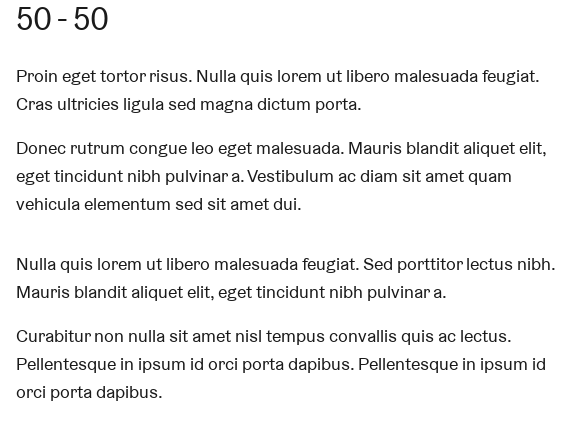 50 - 50
Proin eget tortor risus. Nulla quis lorem ut libero malesuada feugiat.
Cras ultricies ligula sed magna dictum porta.
Donec rutrum congue leo eget malesuada. Mauris blandit aliquet elit,
eget tincidunt nibh pulvinar a. Vestibulum ac diam sit amet quam
vehicula elementum sed sit amet dui.
Nulla quis lorem ut libero malesuada feugiat. Sed porttitor lectus nibh.
Mauris blandit aliquet elit, eget tincidunt nibh pulvinar a.
Curabitur non nulla sit amet nisl tempus convallis quis ac lectus.
Pellentesque in ipsum id orci porta dapibus. Pellentesque in ipsum id
orci porta dapibus.